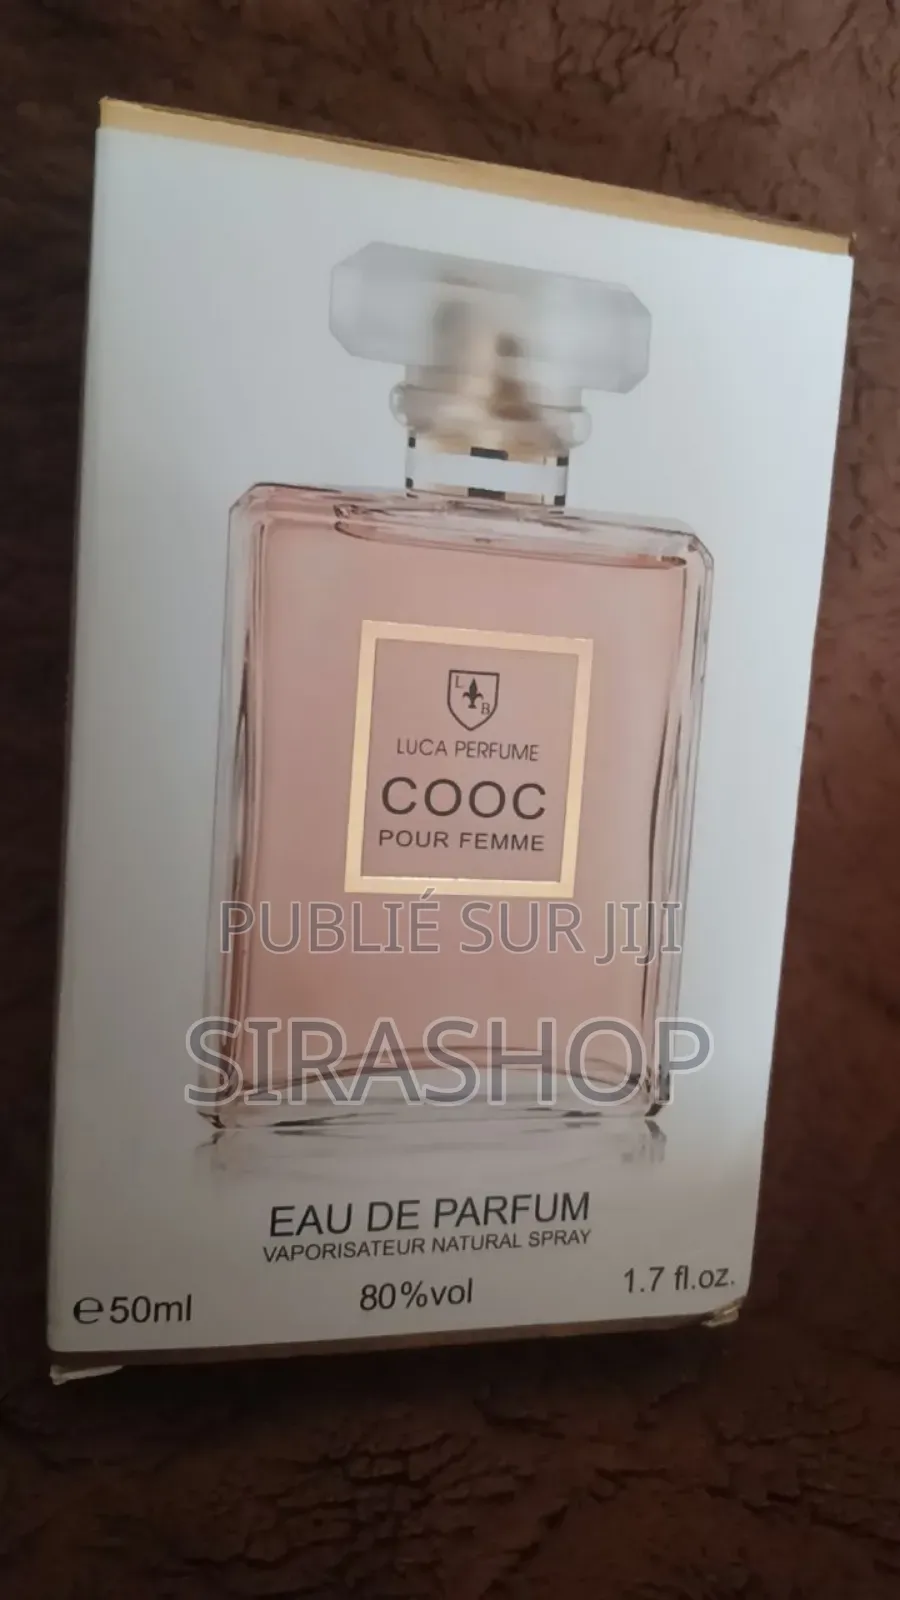 L B
LUCA PERFUME
COOC
POUR FEMME
PUBLIÉ SUR JIJI
SIRASHOP
EAU DE PARFUM
VAPORISATEUR NATURAL SPRAY
℮50ml 80%vol 1.7 fl.oz.